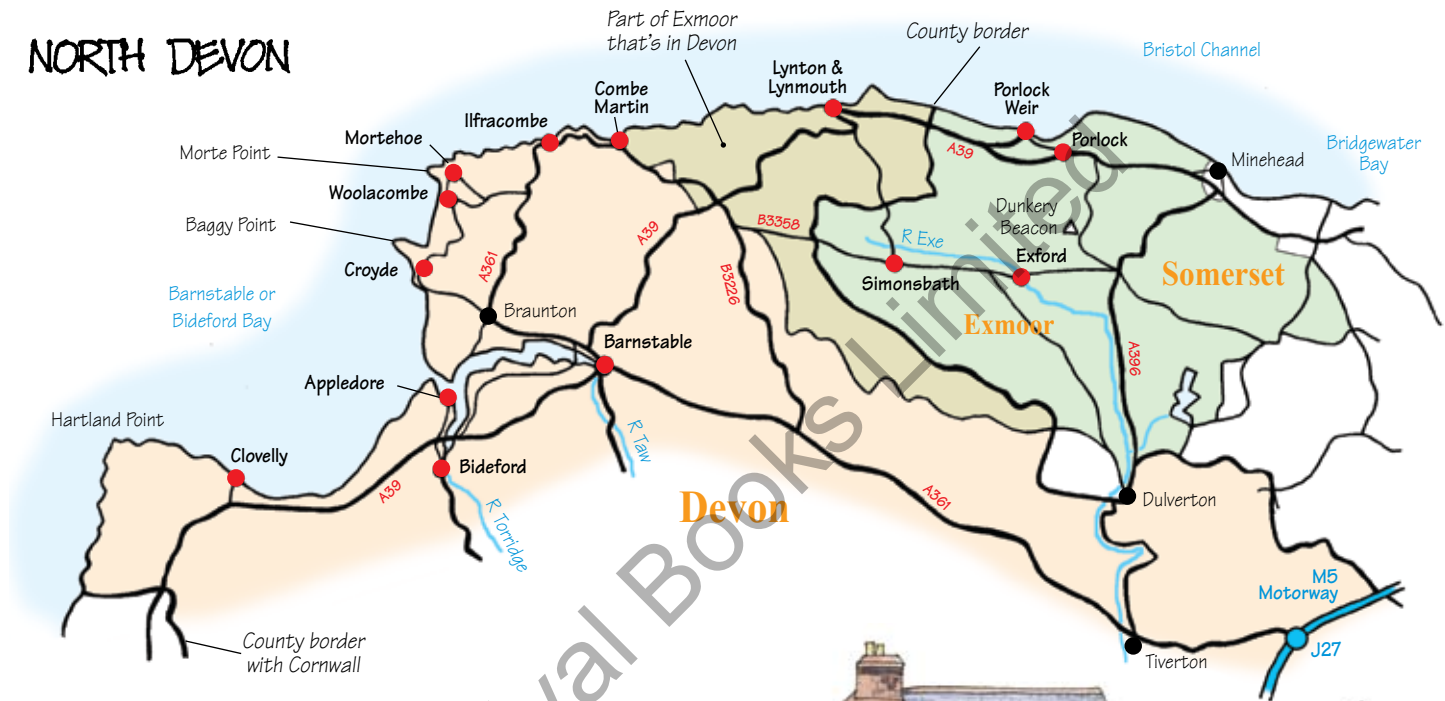 NORTH DEVON
Part of Exmoor
that's in Devon
County border
Bristol Channel
Lynton &
Lynmouth
Combe
Martin
Porlock
Weir
Ilfracombe
Mortehoe
Porlock
A39
Bridgewater
Bay
Morte Point
Minehead
Woolacombe
Dunkery
Beacon
Baggy Point
B3358
A39
R Exe
Croyde
A361
Exford
Simonsbath
Somerset
B3226
Barnstable or
Bideford Bay
Braunton
Exmoor
Barnstable
A396
Appledore
Hartland Point
R Taw
Clovelly
Bideford
A39
Devon
A361
Dulverton
R Torridge
M5
Motorway
County border
with Cornwall
J27
Tiverton
val Books Limited